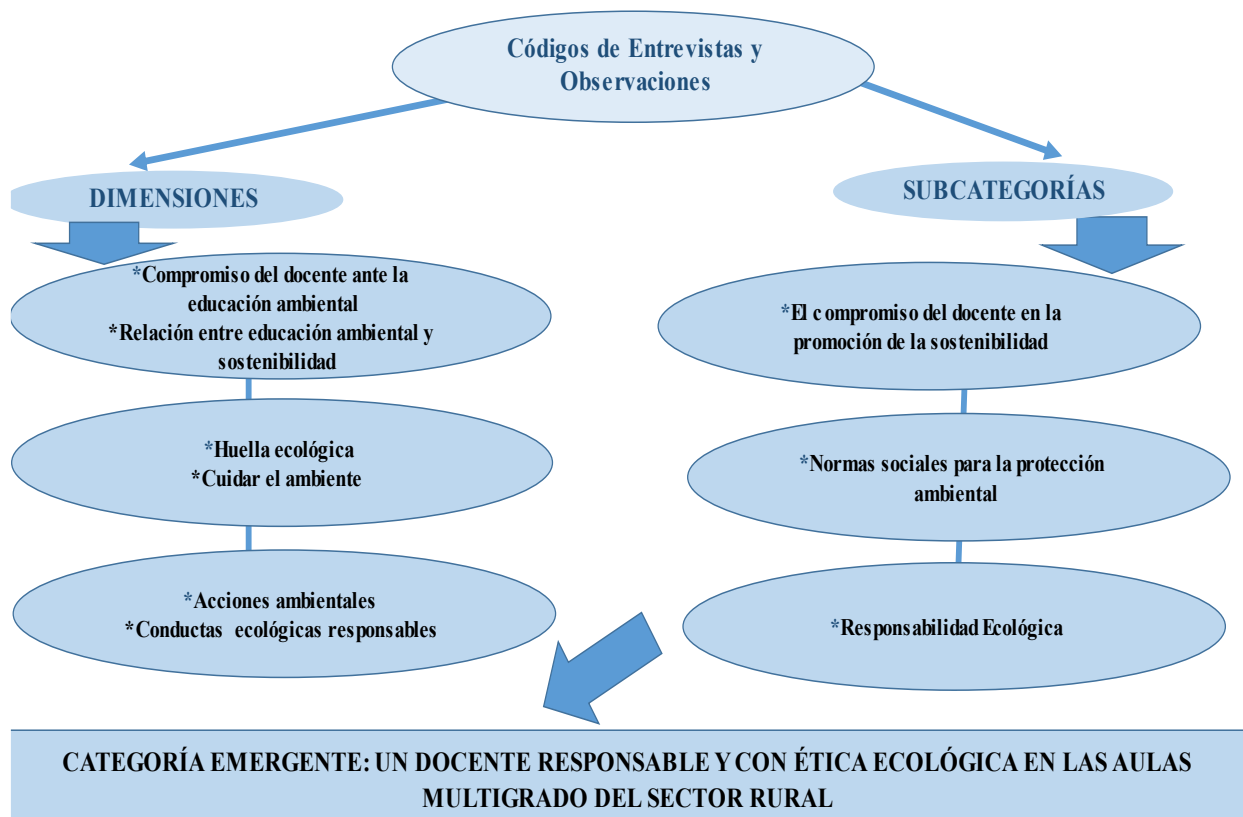 Códigos de Entrevistas y
Observaciones
DIMENSIONES
*Compromiso del docente ante la
educación ambiental
*Relación entre educación ambiental y
sostenibilidad
*Huella ecológica
*Cuidar el ambiente
*Acciones ambientales
*Conductas ecológicas responsables
SUBCATEGORÍAS
*El compromiso del docente en la
promoción de la sostenibilidad
*Normas sociales para la protección
ambiental
*Responsabilidad Ecológica
CATEGORÍA EMERGENTE: UN DOCENTE RESPONSABLE Y CON ÉTICA ECOLÓGICA EN LAS AULAS
MULTIGRADO DEL SECTOR RURAL